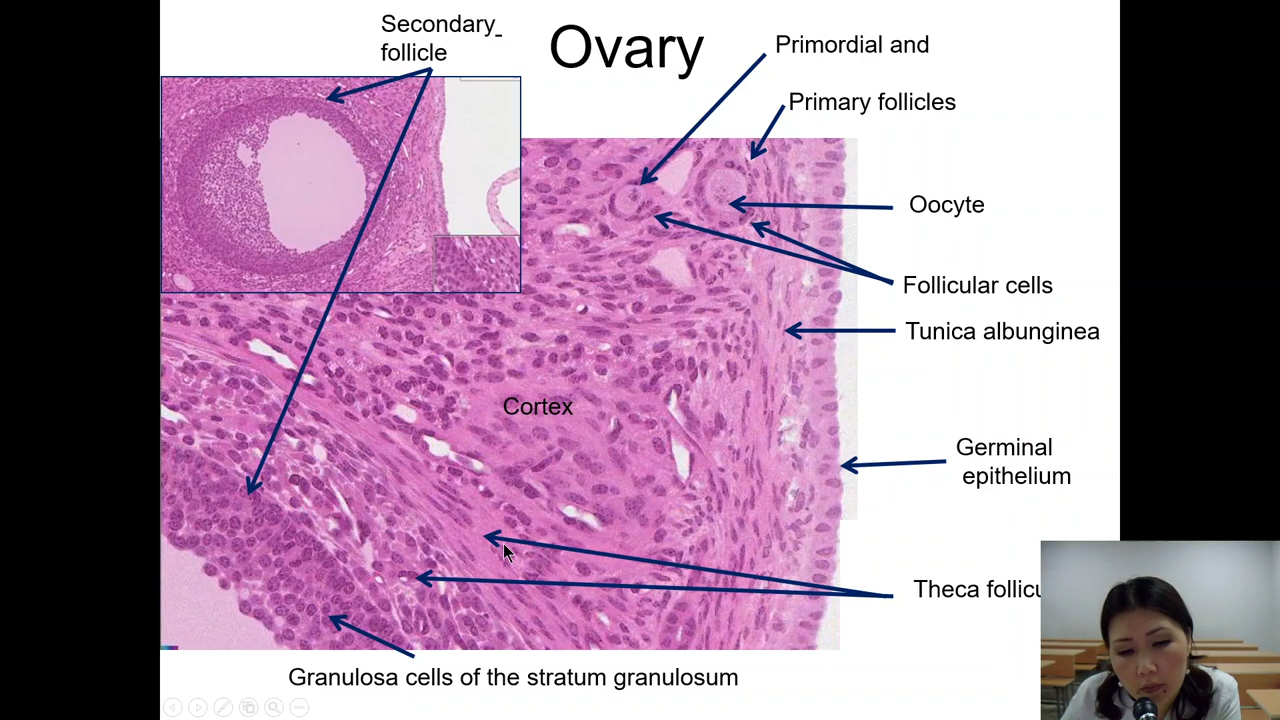 Secondary
follicle
Ovary
Primordial and
Primary follicles
Oocyte
Follicular cells
Tunica albunginea
Cortex
Germinal
epithelium
Theca
Granulosa cells of the stratum granulosum